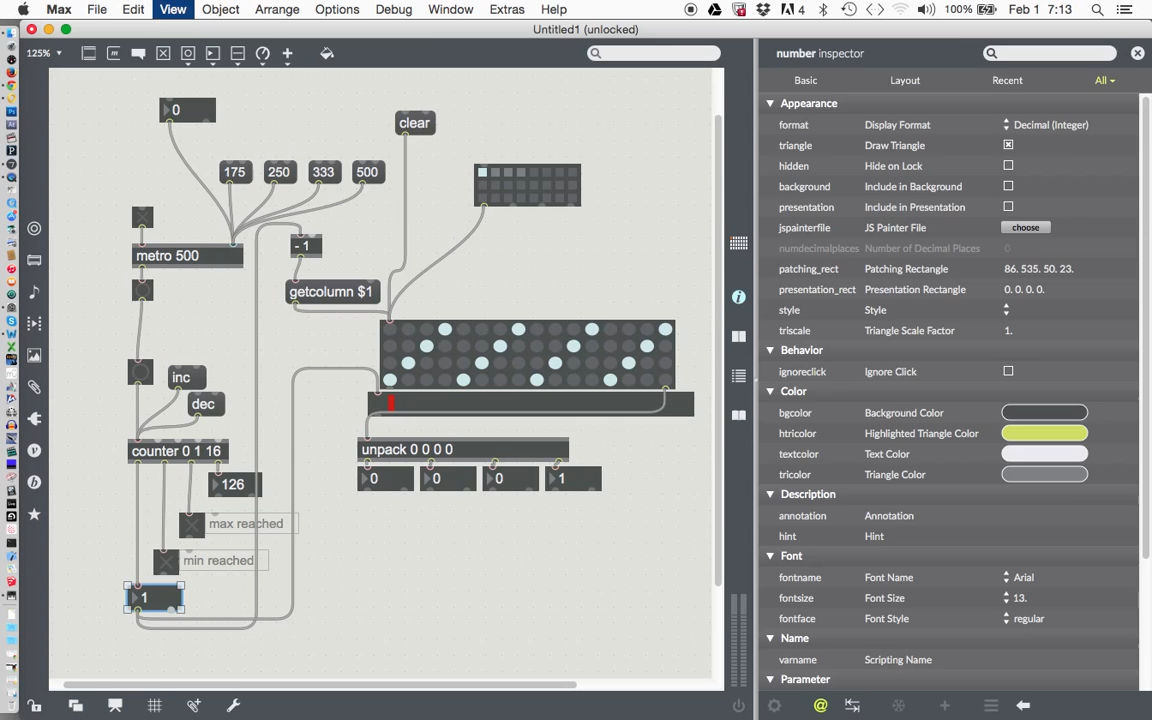 Max File Edit View Object Arrange Options Debug Window Extras Help
4 100% Feb 1 7:13
Untitled1 (unlocked)
125%
number inspector
Basic Layout Recent All
0
clear
175 250 333 500
- 1
metro 500
getcolumn $1
inc
dec
counter 0 1 16
unpack 0 0 0 0
126
0 0 0 1
max reached
min reached
1
Appearance
format Display Format Decimal (Integer)
triangle Draw Triangle
hidden Hide on Lock
background Include in Background
presentation Include in Presentation
jspainterfile JS Painter File choose
numdecimalplaces Number of Decimal Places 0
patching_rect Patching Rectangle 86. 535. 50. 23.
presentation_rect Presentation Rectangle 0. 0. 0. 0.
style Style
triscale Triangle Scale Factor 1.
Behavior
ignoreclick Ignore Click
Color
bgcolor Background Color
htricolor Highlighted Triangle Color
textcolor Text Color
tricolor Triangle Color
Description
annotation Annotation
hint Hint
Font
fontname Font Name Arial
fontsize Font Size 13.
fontface Font Style regular
Name
varname Scripting Name
Parameter